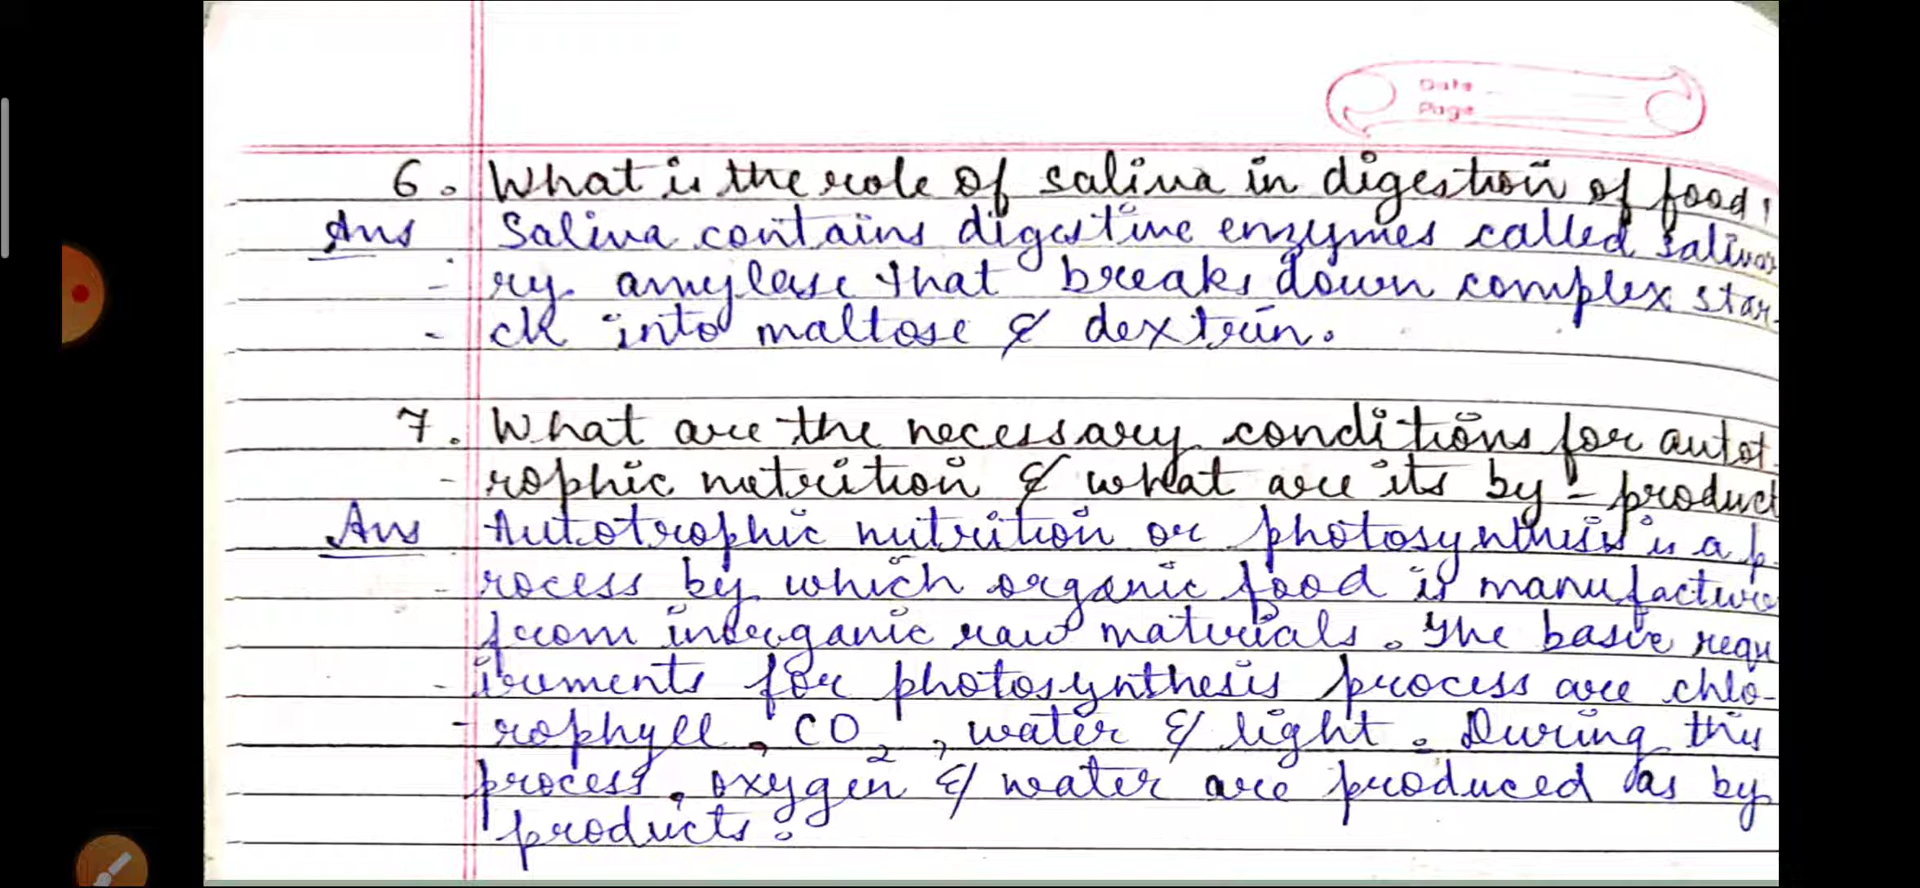 Date
Page
6. What is the role of saliva in digestion of food,
Ans Saliva contains digestive enzymes called saliva
- ry amylase that breaks down complex star-
- ch into maltose & dextrin.
7. What are the necessary conditions for autot-
- rophic nutrition & what are its by-product
Ans Autotrophic nutrition or photosynthesis is a p-
- rocess by which organic food is manufacture
from inorganic raw materials. The basic requ
- irements for photosynthesis process are chlo-
- rophyll, CO2, water & light. During this
process, oxygen & water are produced as by
products.